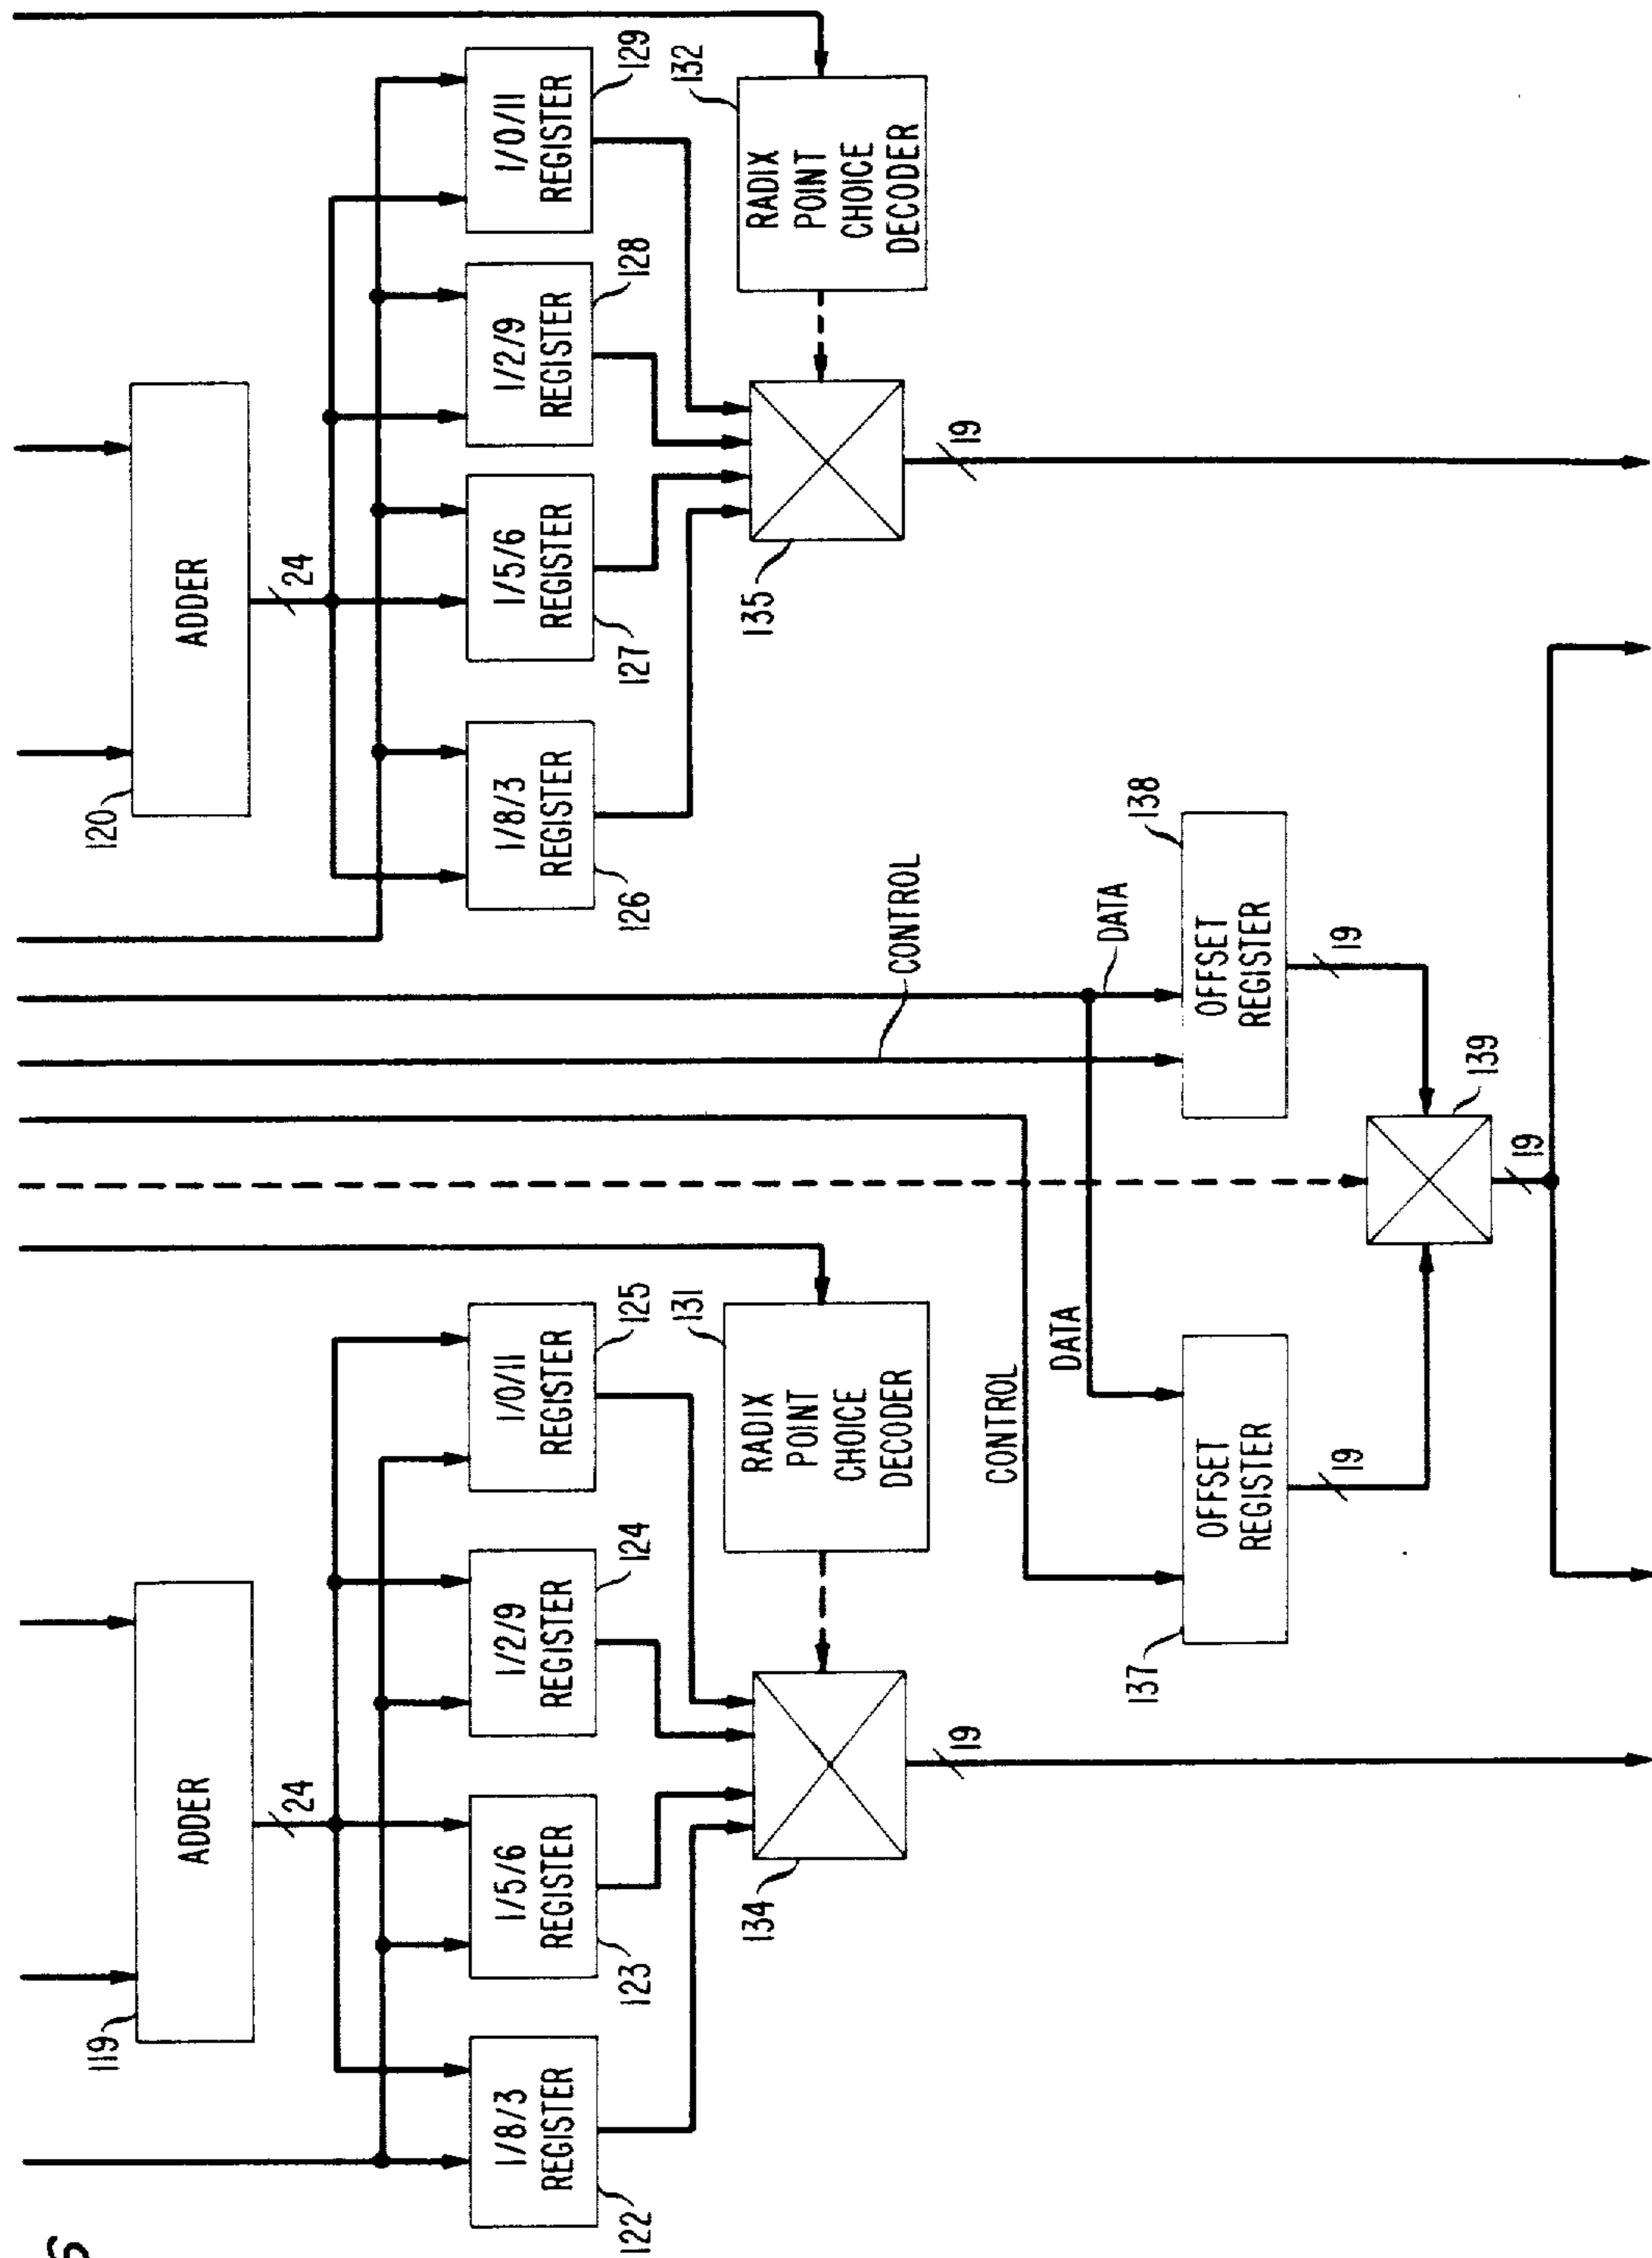 119
ADDER
24
120
ADDER
24
122
1/8/3
REGISTER
123
1/5/6
REGISTER
124
1/2/9
REGISTER
125
1/0/11
REGISTER
126
1/8/3
REGISTER
127
1/5/6
REGISTER
128
1/2/9
REGISTER
129
1/0/11
REGISTER
131
RADIX
POINT
CHOICE
DECODER
132
RADIX
POINT
CHOICE
DECODER
134
19
135
19
CONTROL
CONTROL
DATA
DATA
137
OFFSET
REGISTER
19
138
OFFSET
REGISTER
19
139
19